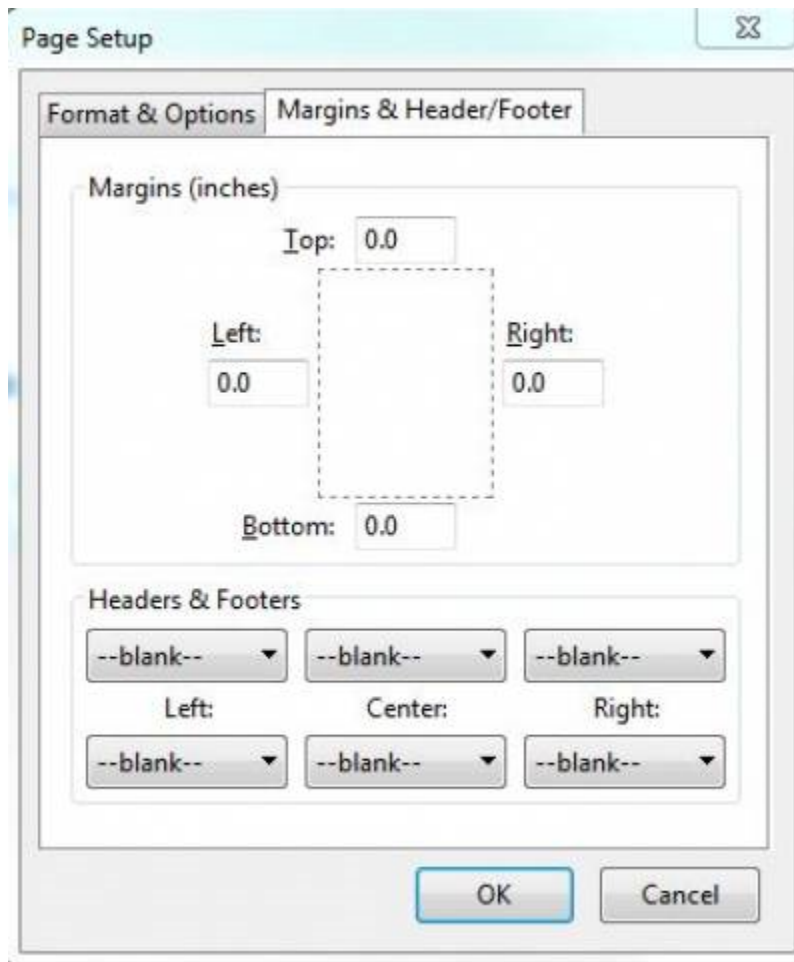 Page Setup
Format & Options Margins & Header/Footer
Margins (inches)
Top: 0.0
Left: Right:
0.0 0.0
Bottom: 0.0
Headers & Footers
--blank-- --blank-- --blank--
Left: Center: Right:
--blank-- --blank-- --blank--
OK Cancel